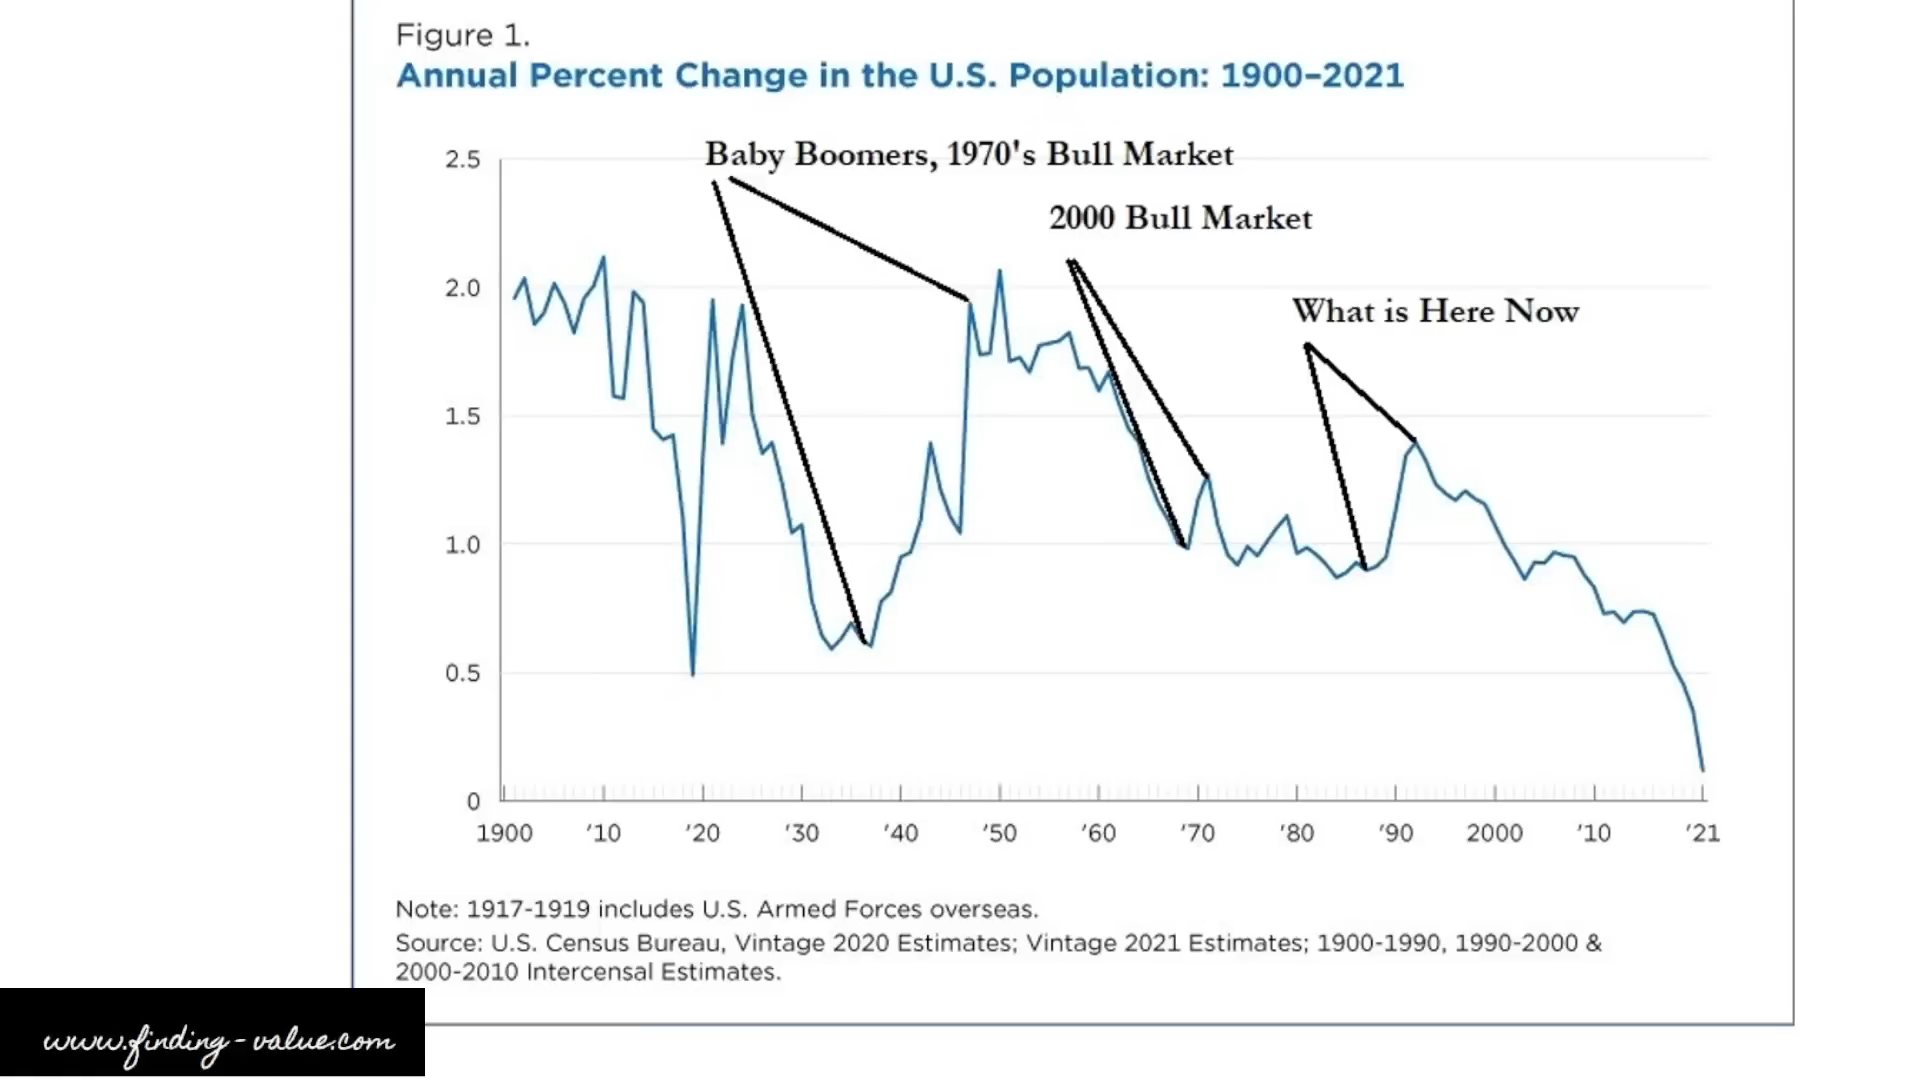 Figure 1.
Annual Percent Change in the U.S. Population: 1900–2021
Baby Boomers, 1970's Bull Market
2000 Bull Market
What is Here Now
2.5
2.0
1.5
1.0
0.5
0
1900 '10 '20 '30 '40 '50 '60 '70 '80 '90 2000 '10 '21
Note: 1917-1919 includes U.S. Armed Forces overseas.
Source: U.S. Census Bureau, Vintage 2020 Estimates; Vintage 2021 Estimates; 1900-1990, 1990-2000 &
2000-2010 Intercensal Estimates.
www.finding-value.com